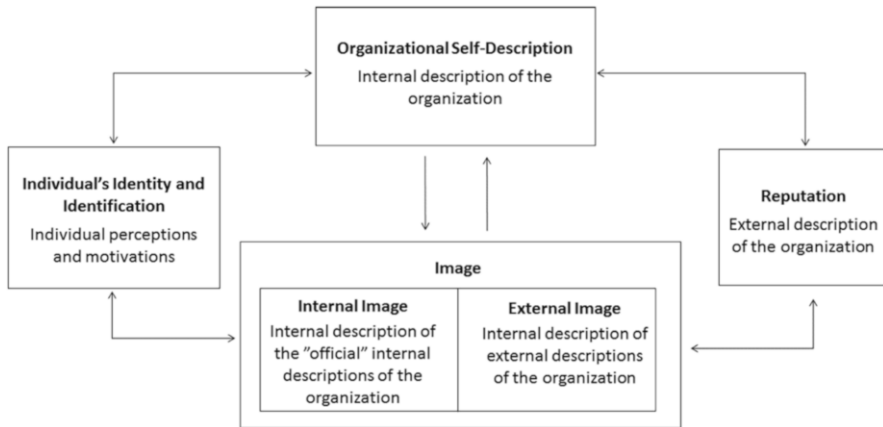 Organizational Self-Description
Internal description of the
organization
Individual's Identity and
Identification
Individual perceptions
and motivations
Reputation
External description
of the organization
Image
Internal Image
Internal description of
the "official" internal
descriptions of the
organization
External Image
Internal description of
external descriptions
of the organization